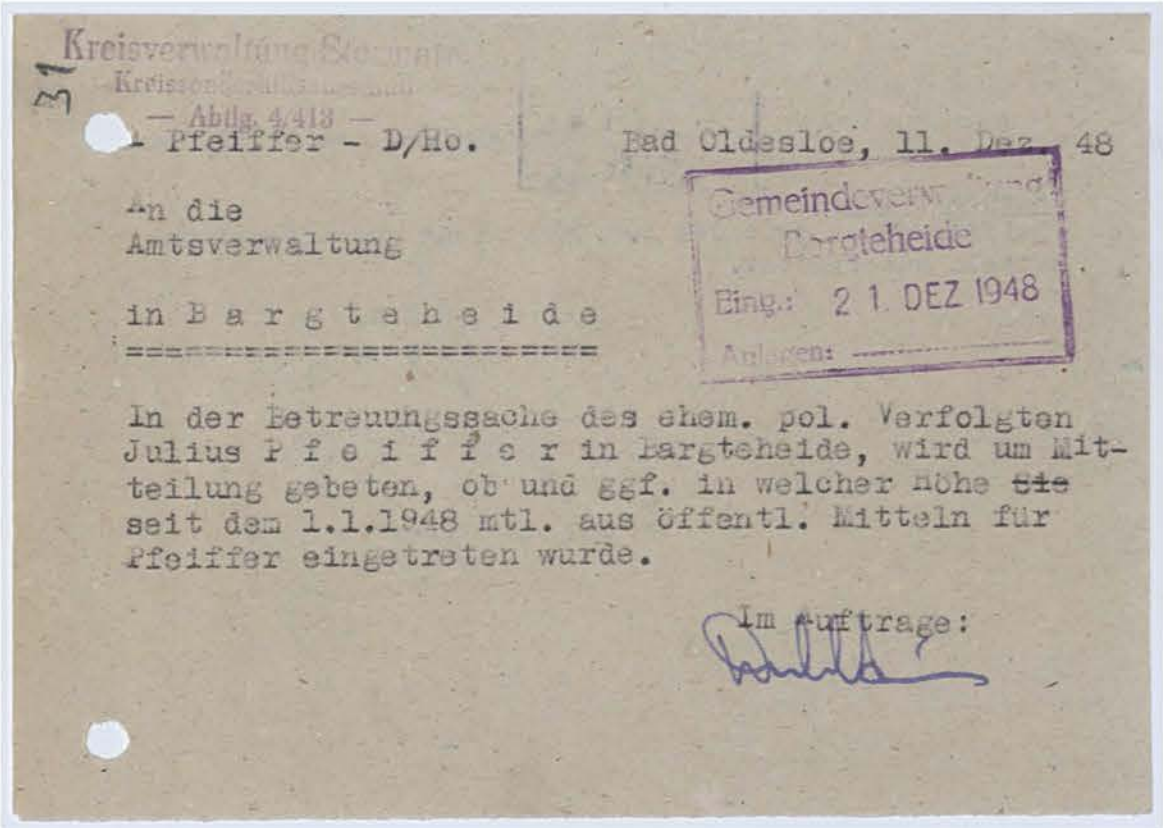 Kreisverwaltung Stormarn
31
— Abtlg. 4/413 —
- Pfeiffer - D/Ho.
Bad Oldesloe, 11. Dez. 48
An die
Amtsverwaltung
Gemeindeverwaltung
Bargteheide
Eing.: 21. DEZ 1948
Anlagen:
in B a r g t e h e i d e
=========================
In der Betreuungssache des ehem. pol. Verfolgten
Julius P f e i f f e r in Bargteheide, wird um Mit-
teilung gebeten, ob und ggf. in welcher Höhe Sie
seit dem 1.1.1948 mtl. aus öffentl. Mitteln für
Pfeiffer eingetreten wurde.
Im Auftrage: